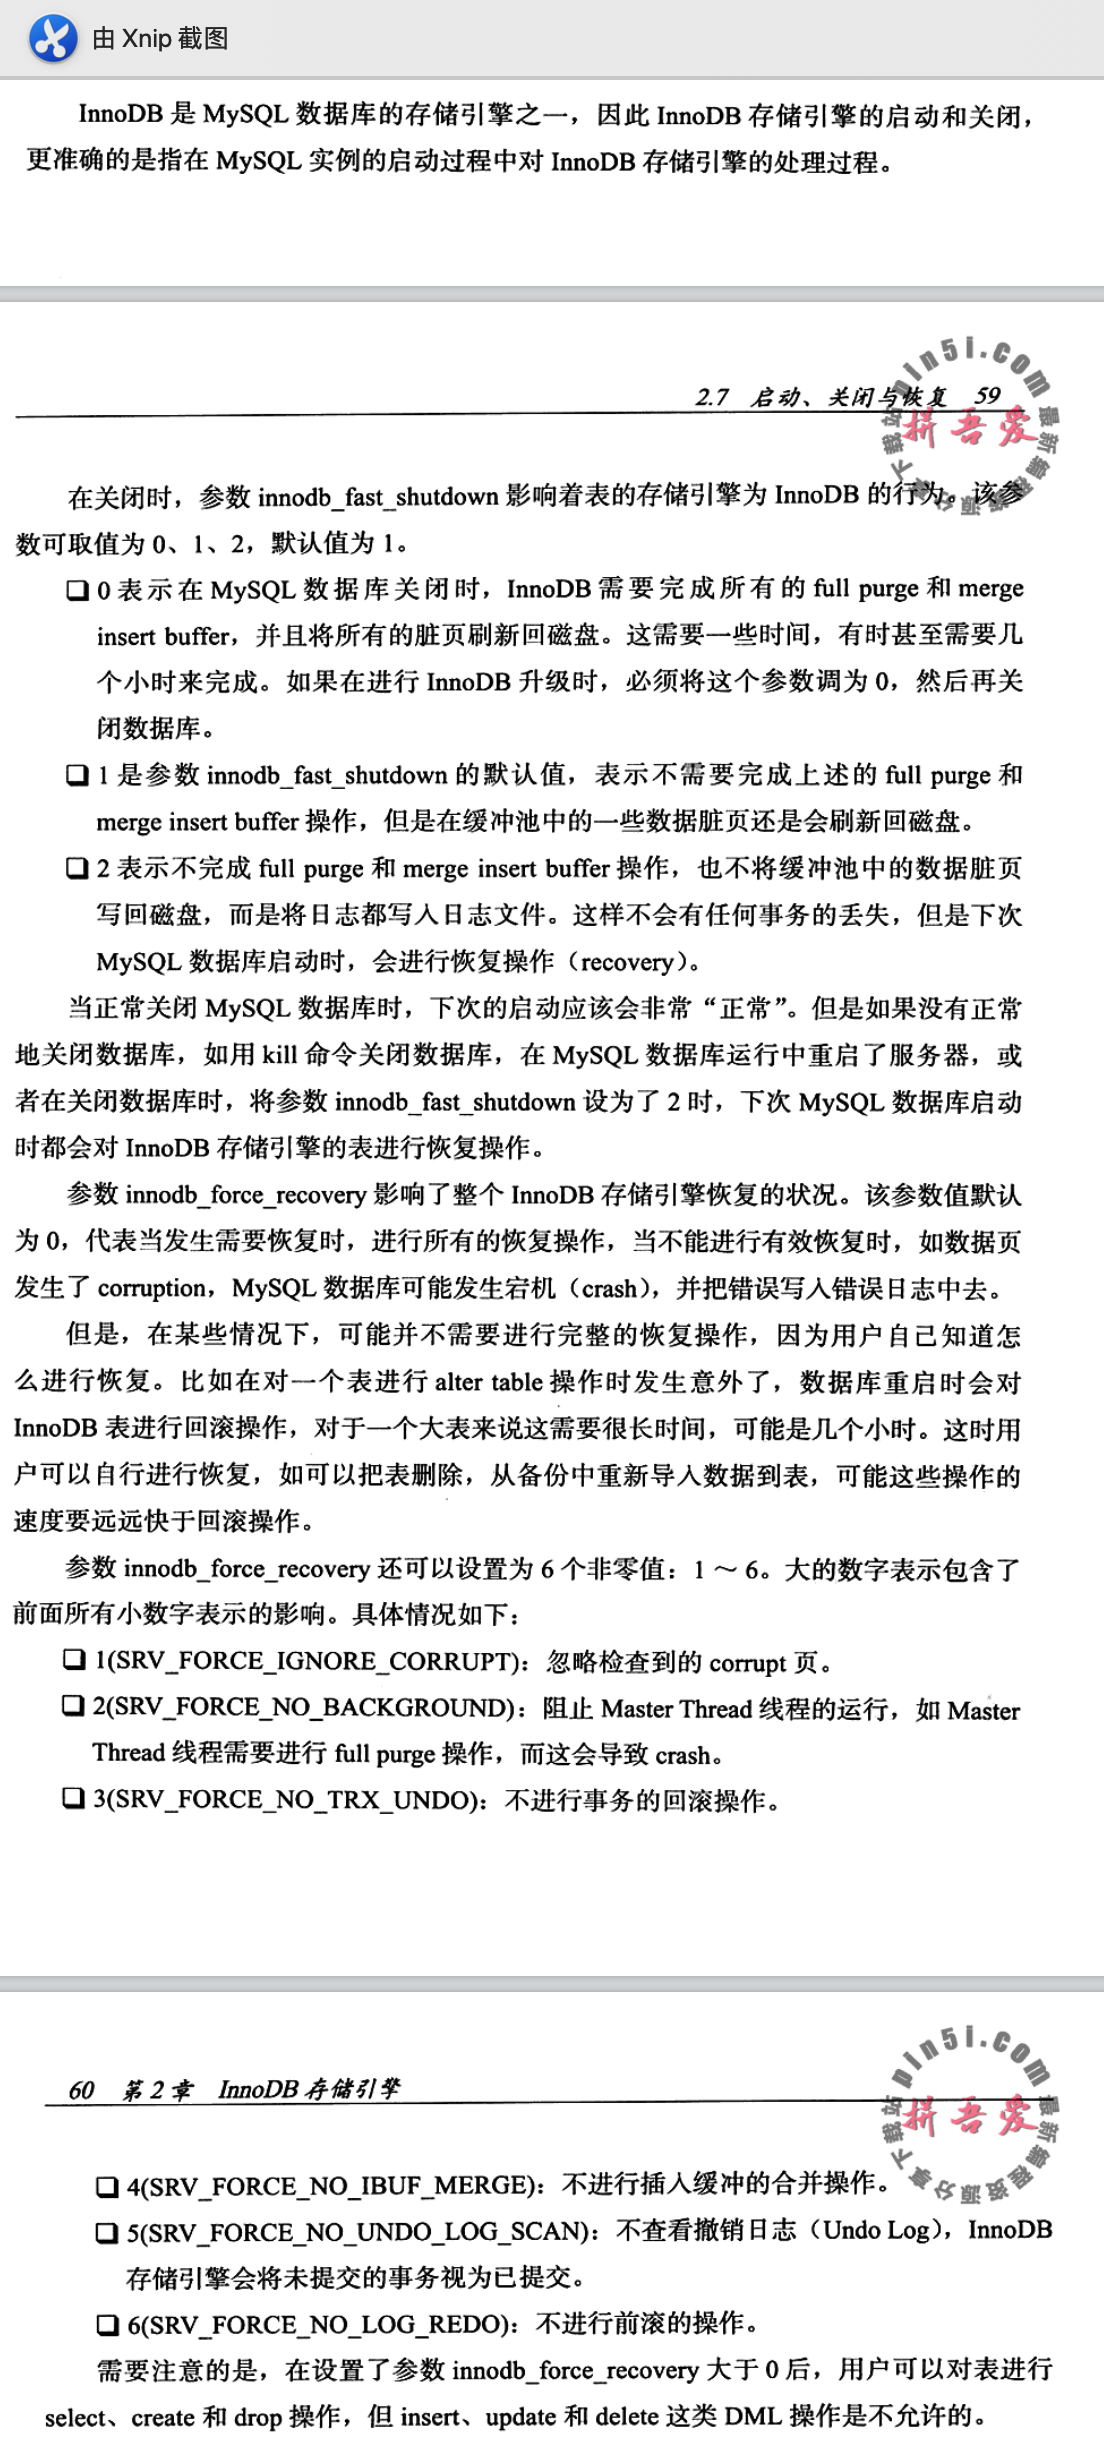 由 Xnip 截图
InnoDB 是 MySQL 数据库的存储引擎之一，因此 InnoDB 存储引擎的启动和关闭，
更准确的是指在 MySQL 实例的启动过程中对 InnoDB 存储引擎的处理过程。
pin5i.com
2.7 启动、关闭与恢复 59
拼吾爱
下载站
最新编程资源分享
在关闭时，参数 innodb_fast_shutdown 影响着表的存储引擎为 InnoDB 的行为。该参
数可取值为 0、1、2，默认值为 1。
❑ 0 表示在 MySQL 数据库关闭时，InnoDB 需要完成所有的 full purge 和 merge
insert buffer，并且将所有的脏页刷新回磁盘。这需要一些时间，有时甚至需要几
个小时来完成。如果在进行 InnoDB 升级时，必须将这个参数调为 0，然后再关
闭数据库。
❑ 1 是参数 innodb_fast_shutdown 的默认值，表示不需要完成上述的 full purge 和
merge insert buffer 操作，但是在缓冲池中的一些数据脏页还是会刷新回磁盘。
❑ 2 表示不完成 full purge 和 merge insert buffer 操作，也不将缓冲池中的数据脏页
写回磁盘，而是将日志都写入日志文件。这样不会有任何事务的丢失，但是下次
MySQL 数据库启动时，会进行恢复操作（recovery）。
当正常关闭 MySQL 数据库时，下次的启动应该会非常“正常”。但是如果没有正常
地关闭数据库，如用 kill 命令关闭数据库，在 MySQL 数据库运行中重启了服务器，或
者在关闭数据库时，将参数 innodb_fast_shutdown 设为了 2 时，下次 MySQL 数据库启动
时都会对 InnoDB 存储引擎的表进行恢复操作。
参数 innodb_force_recovery 影响了整个 InnoDB 存储引擎恢复的状况。该参数值默认
为 0，代表当发生需要恢复时，进行所有的恢复操作，当不能进行有效恢复时，如数据页
发生了 corruption，MySQL 数据库可能发生宕机（crash），并把错误写入错误日志中去。
但是，在某些情况下，可能并不需要进行完整的恢复操作，因为用户自己知道怎
么进行恢复。比如在对一个表进行 alter table 操作时发生意外了，数据库重启时会对
InnoDB 表进行回滚操作，对于一个大表来说这需要很长时间，可能是几个小时。这时用
户可以自行进行恢复，如可以把表删除，从备份中重新导入数据到表，可能这些操作的
速度要远远快于回滚操作。
参数 innodb_force_recovery 还可以设置为 6 个非零值：1 ～ 6。大的数字表示包含了
前面所有小数字表示的影响。具体情况如下：
❑ 1(SRV_FORCE_IGNORE_CORRUPT)：忽略检查到的 corrupt 页。
❑ 2(SRV_FORCE_NO_BACKGROUND)：阻止 Master Thread 线程的运行，如 Master
Thread 线程需要进行 full purge 操作，而这会导致 crash。
❑ 3(SRV_FORCE_NO_TRX_UNDO)：不进行事务的回滚操作。
pin5i.com
60 第 2 章 InnoDB 存储引擎
拼吾爱
下载站
最新编程资源分享
❑ 4(SRV_FORCE_NO_IBUF_MERGE)：不进行插入缓冲的合并操作。
❑ 5(SRV_FORCE_NO_UNDO_LOG_SCAN)：不查看撤销日志（Undo Log），InnoDB
存储引擎会将未提交的事务视为已提交。
❑ 6(SRV_FORCE_NO_LOG_REDO)：不进行前滚的操作。
需要注意的是，在设置了参数 innodb_force_recovery 大于 0 后，用户可以对表进行
select、create 和 drop 操作，但 insert、update 和 delete 这类 DML 操作是不允许的。